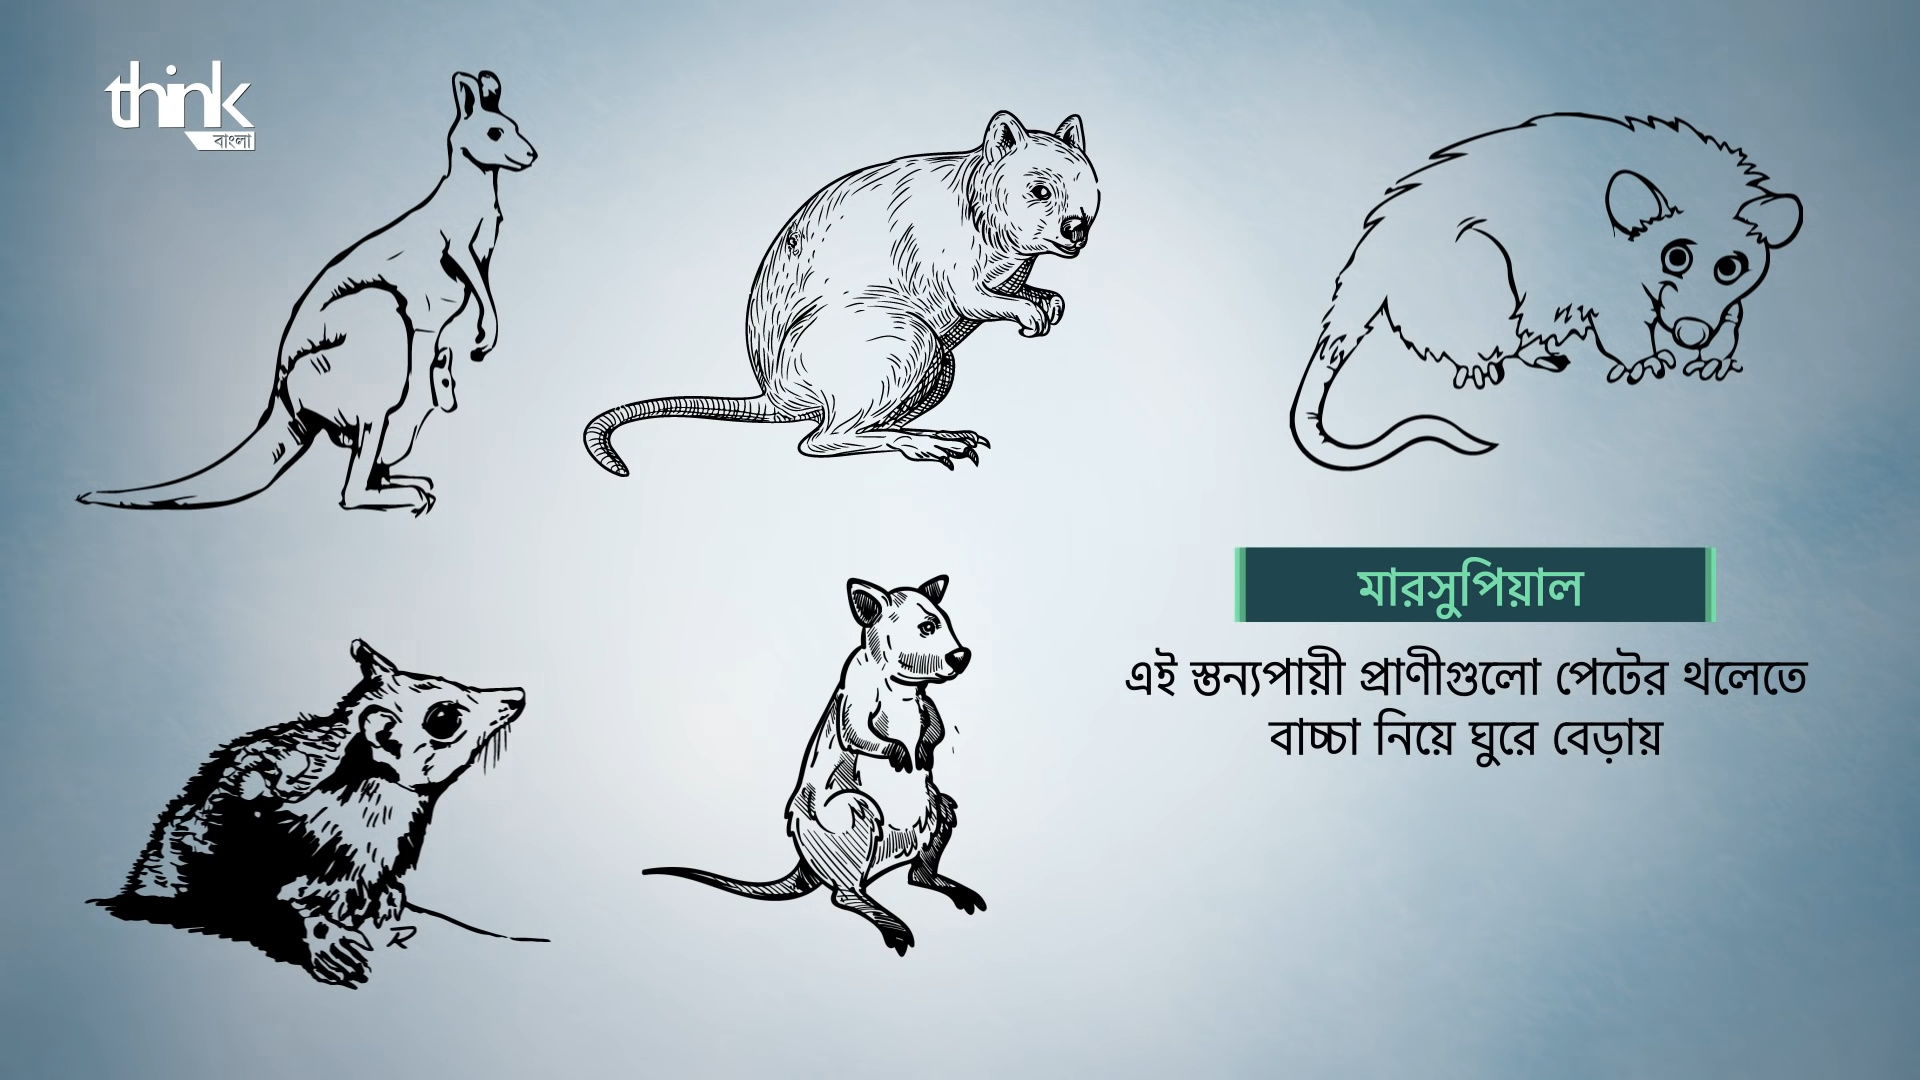 think
বাংলা
মারসুপিয়াল
এই স্তন্যপায়ী প্রাণীগুলো পেটের থলেতে
বাচ্চা নিয়ে ঘুরে বেড়ায়
R